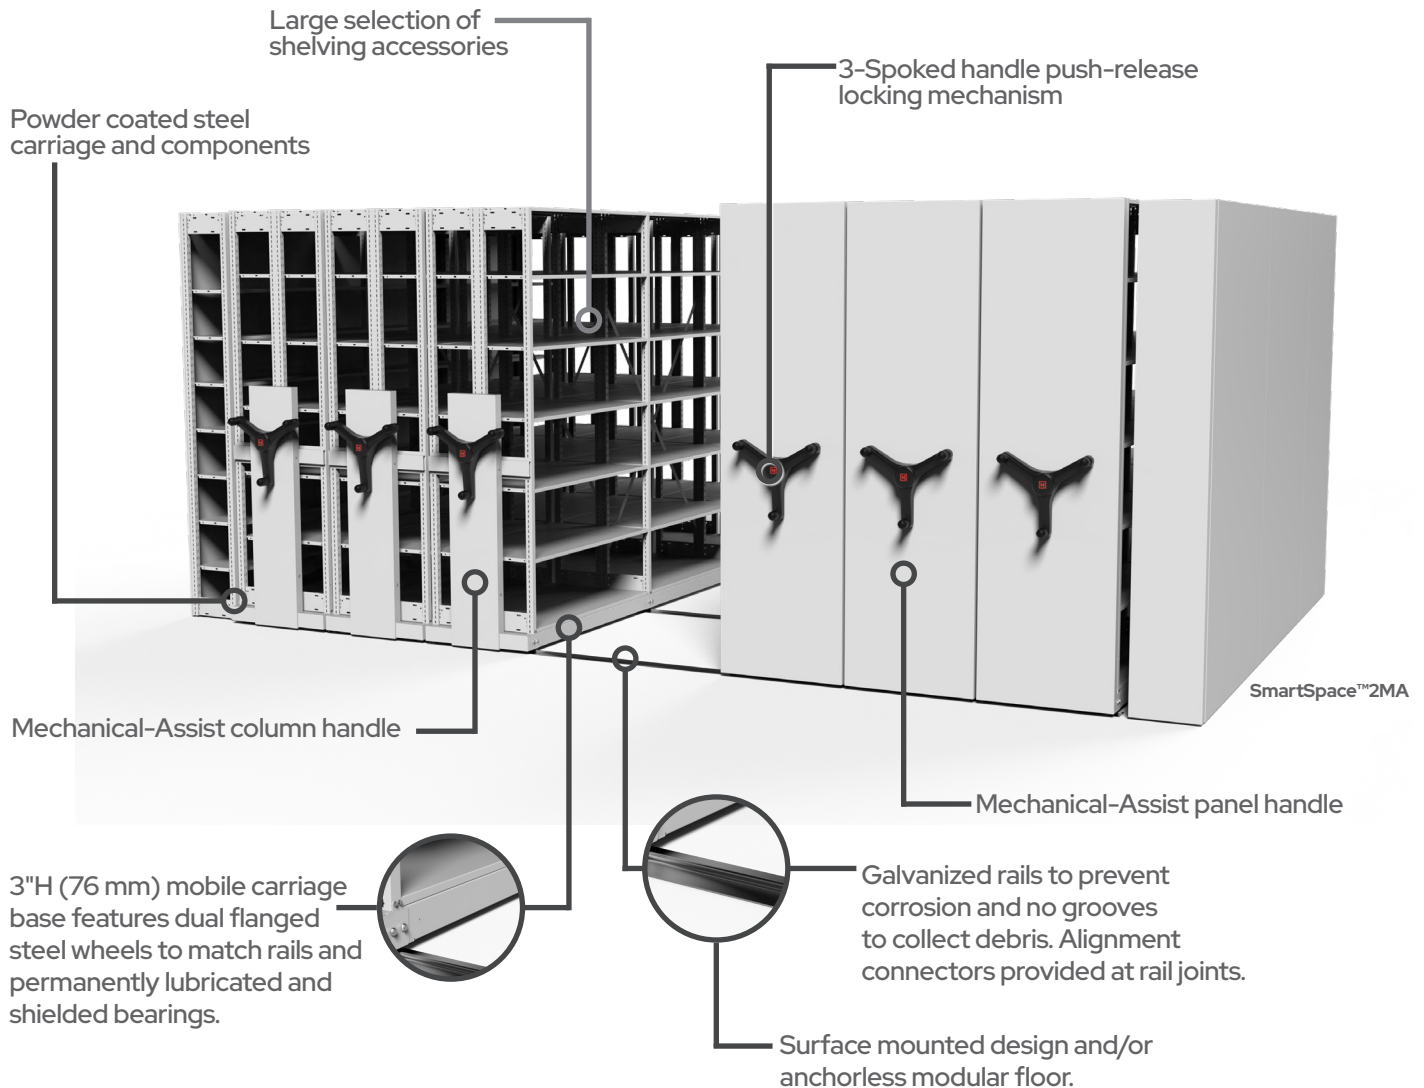 Large selection of
shelving accessories
3-Spoked handle push-release
locking mechanism
Powder coated steel
carriage and components
SmartSpace™2MA
Mechanical-Assist column handle
Mechanical-Assist panel handle
3"H (76 mm) mobile carriage
base features dual flanged
steel wheels to match rails and
permanently lubricated and
shielded bearings.
Galvanized rails to prevent
corrosion and no grooves
to collect debris. Alignment
connectors provided at rail joints.
Surface mounted design and/or
anchorless modular floor.